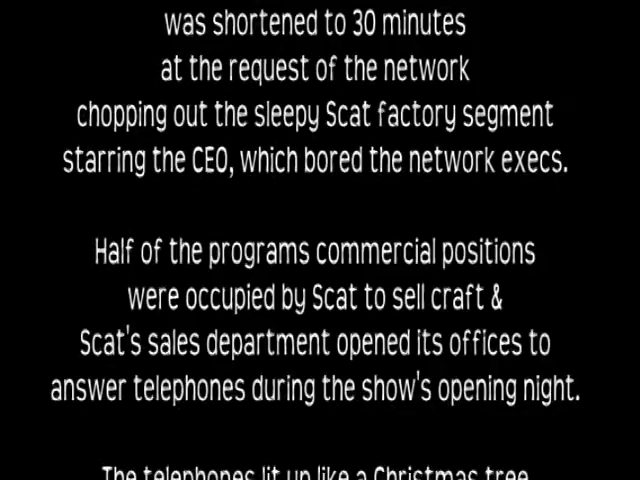 was shortened to 30 minutes
at the request of the network
chopping out the sleepy Scat factory segment
starring the CEO, which bored the network execs.
Half of the programs commercial positions
were occupied by Scat to sell craft &
Scat's sales department opened its offices to
answer telephones during the show's opening night.
The telephones lit up like a Christmas tree